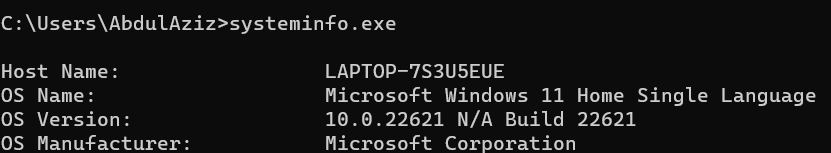 C:\Users\AbdulAziz>systeminfo.exe
Host Name: LAPTOP-7S3U5EUE
OS Name: Microsoft Windows 11 Home Single Language
OS Version: 10.0.22621 N/A Build 22621
OS Manufacturer: Microsoft Corporation